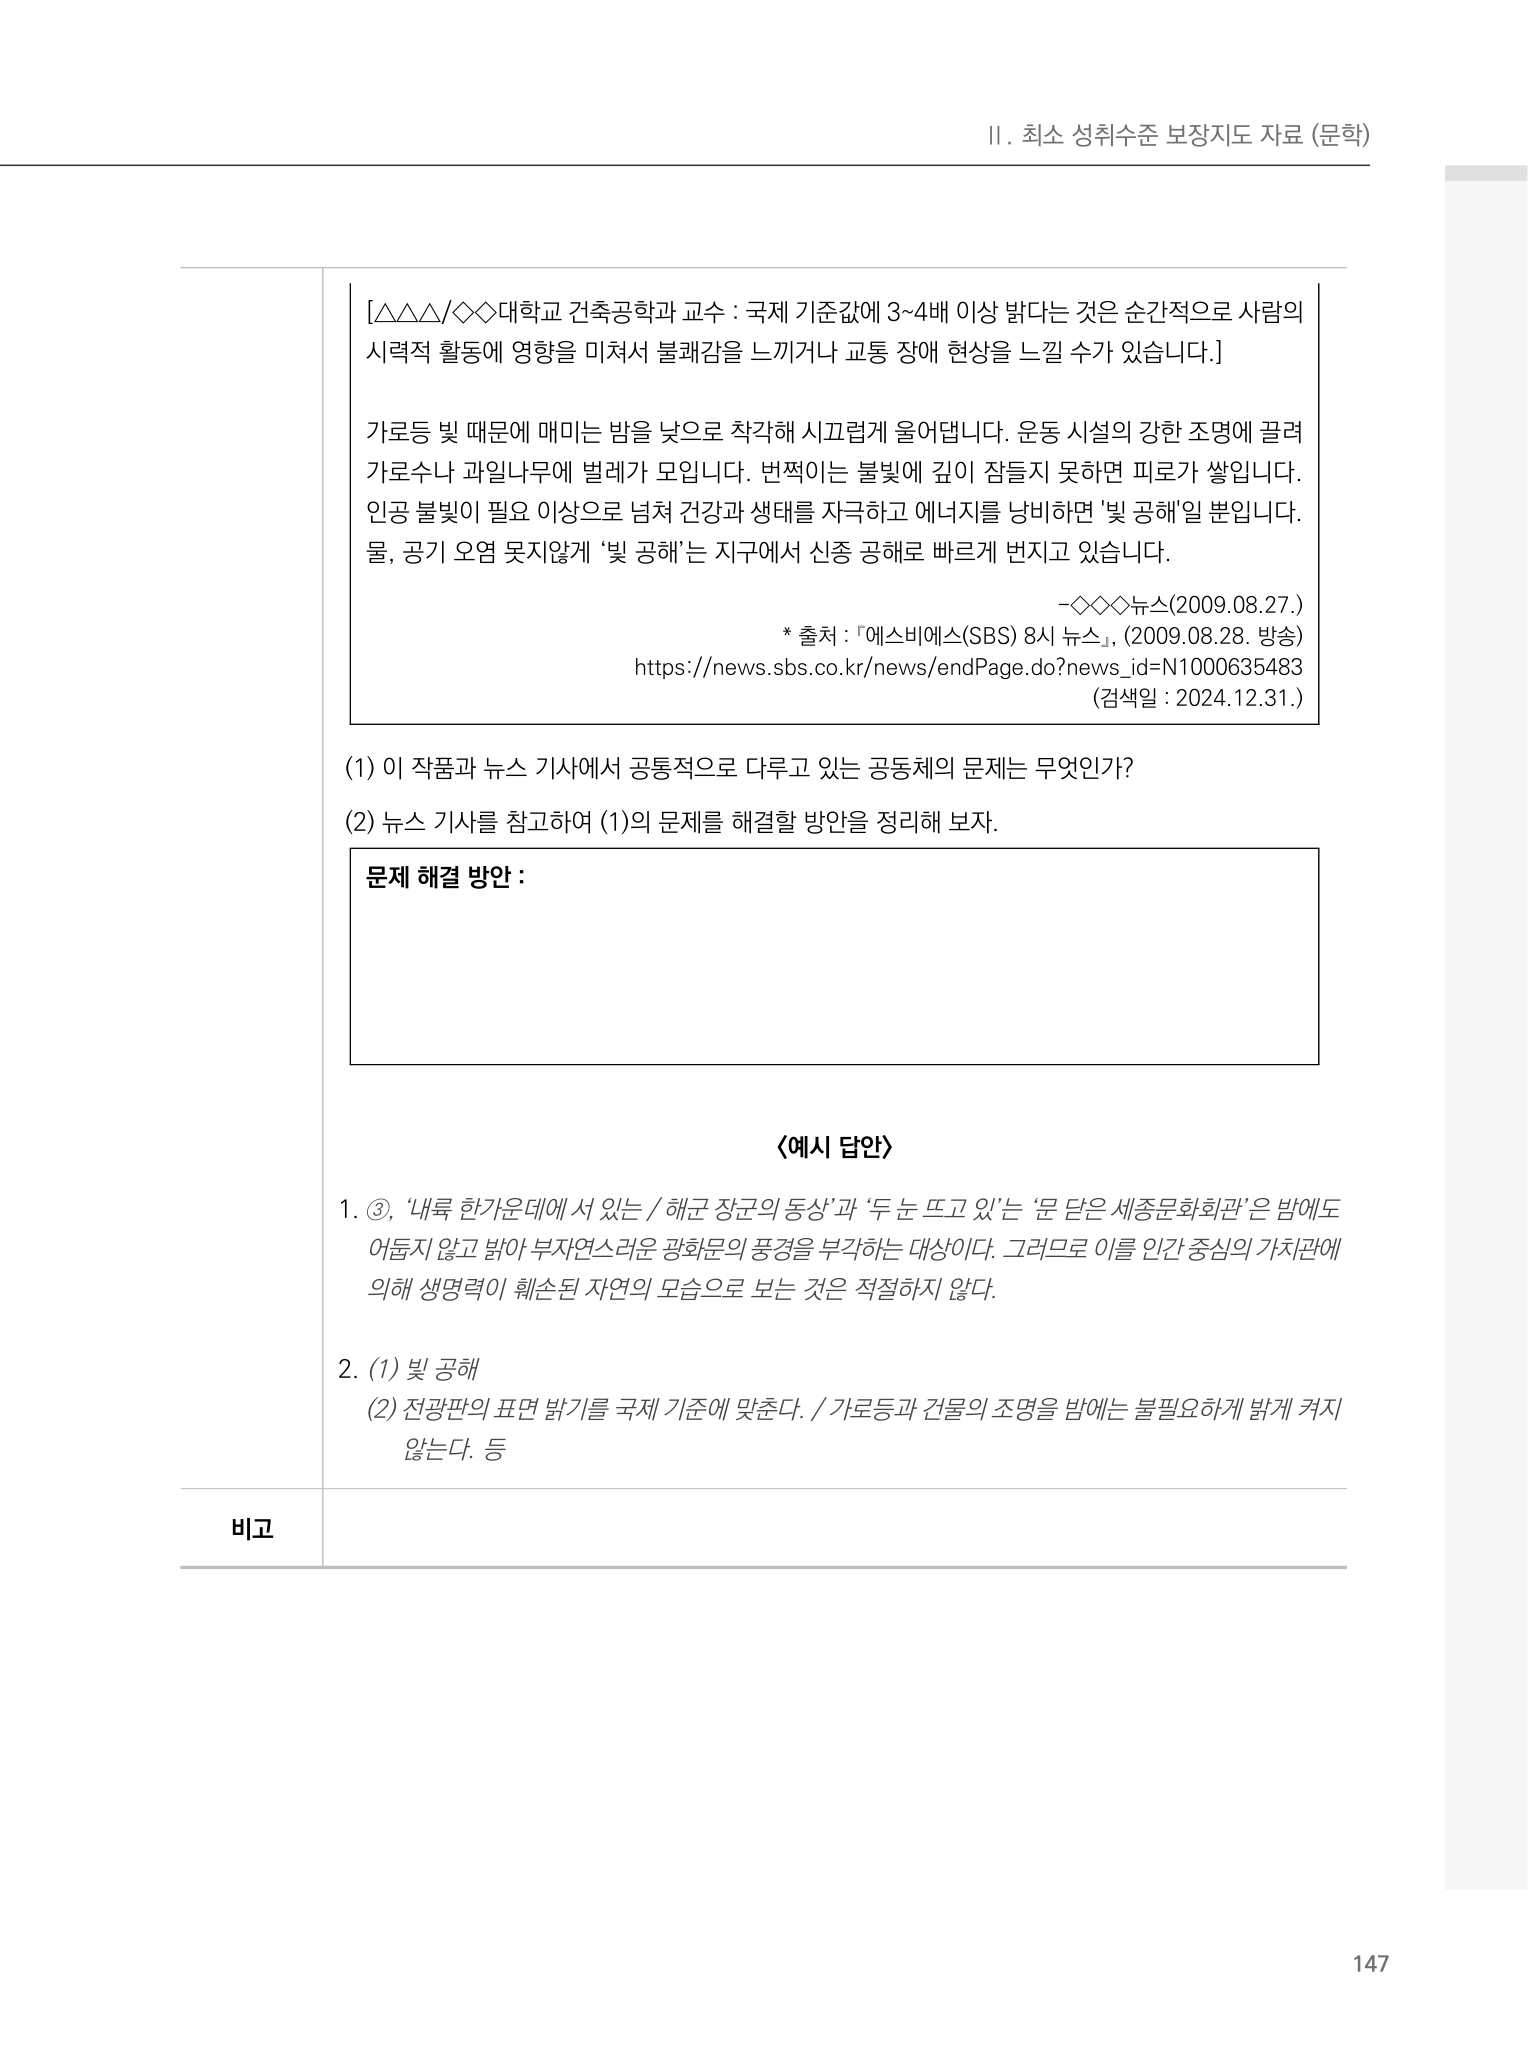 Ⅱ. 최소 성취수준 보장지도 자료 (문학)
[△△△/◇◇대학교 건축공학과 교수 : 국제 기준값에 3~4배 이상 밝다는 것은 순간적으로 사람의
시력적 활동에 영향을 미쳐서 불쾌감을 느끼거나 교통 장애 현상을 느낄 수가 있습니다.]
가로등 빛 때문에 매미는 밤을 낮으로 착각해 시끄럽게 울어댑니다. 운동 시설의 강한 조명에 끌려
가로수나 과일나무에 벌레가 모입니다. 번쩍이는 불빛에 깊이 잠들지 못하면 피로가 쌓입니다.
인공 불빛이 필요 이상으로 넘쳐 건강과 생태를 자극하고 에너지를 낭비하면 '빛 공해'일 뿐입니다.
물, 공기 오염 못지않게 ‘빛 공해’는 지구에서 신종 공해로 빠르게 번지고 있습니다.
-◇◇◇뉴스(2009.08.27.)
* 출처 : 『에스비에스(SBS) 8시 뉴스』, (2009.08.28. 방송)
https://news.sbs.co.kr/news/endPage.do?news_id=N1000635483
(검색일 : 2024.12.31.)
(1) 이 작품과 뉴스 기사에서 공통적으로 다루고 있는 공동체의 문제는 무엇인가?
(2) 뉴스 기사를 참고하여 (1)의 문제를 해결할 방안을 정리해 보자.
문제 해결 방안 :
〈예시 답안〉
1. ③, ‘내륙 한가운데에 서 있는 / 해군 장군의 동상’과 ‘두 눈 뜨고 있’는 ‘문 닫은 세종문화회관’은 밤에도
어둡지 않고 밝아 부자연스러운 광화문의 풍경을 부각하는 대상이다. 그러므로 이를 인간 중심의 가치관에
의해 생명력이 훼손된 자연의 모습으로 보는 것은 적절하지 않다.
2. (1) 빛 공해
(2) 전광판의 표면 밝기를 국제 기준에 맞춘다. / 가로등과 건물의 조명을 밤에는 불필요하게 밝게 켜지
않는다. 등
비고
147